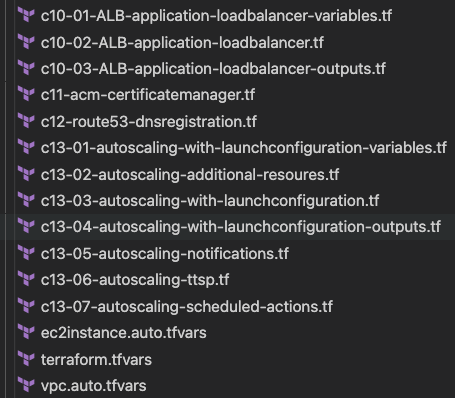 c10-01-ALB-application-loadbalancer-variables.tf
c10-02-ALB-application-loadbalancer.tf
c10-03-ALB-application-loadbalancer-outputs.tf
c11-acm-certificatemanager.tf
c12-route53-dnsregistration.tf
c13-01-autoscaling-with-launchconfiguration-variables.tf
c13-02-autoscaling-additional-resoures.tf
c13-03-autoscaling-with-launchconfiguration.tf
c13-04-autoscaling-with-launchconfiguration-outputs.tf
c13-05-autoscaling-notifications.tf
c13-06-autoscaling-ttsp.tf
c13-07-autoscaling-scheduled-actions.tf
ec2instance.auto.tfvars
terraform.tfvars
vpc.auto.tfvars